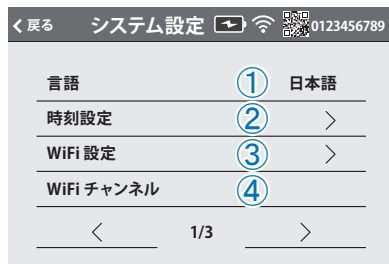 < 戻る システム設定 0123456789
言語 ① 日本語
時刻設定 ② >
WiFi 設定 ③ >
WiFi チャンネル ④
< 1/3 >